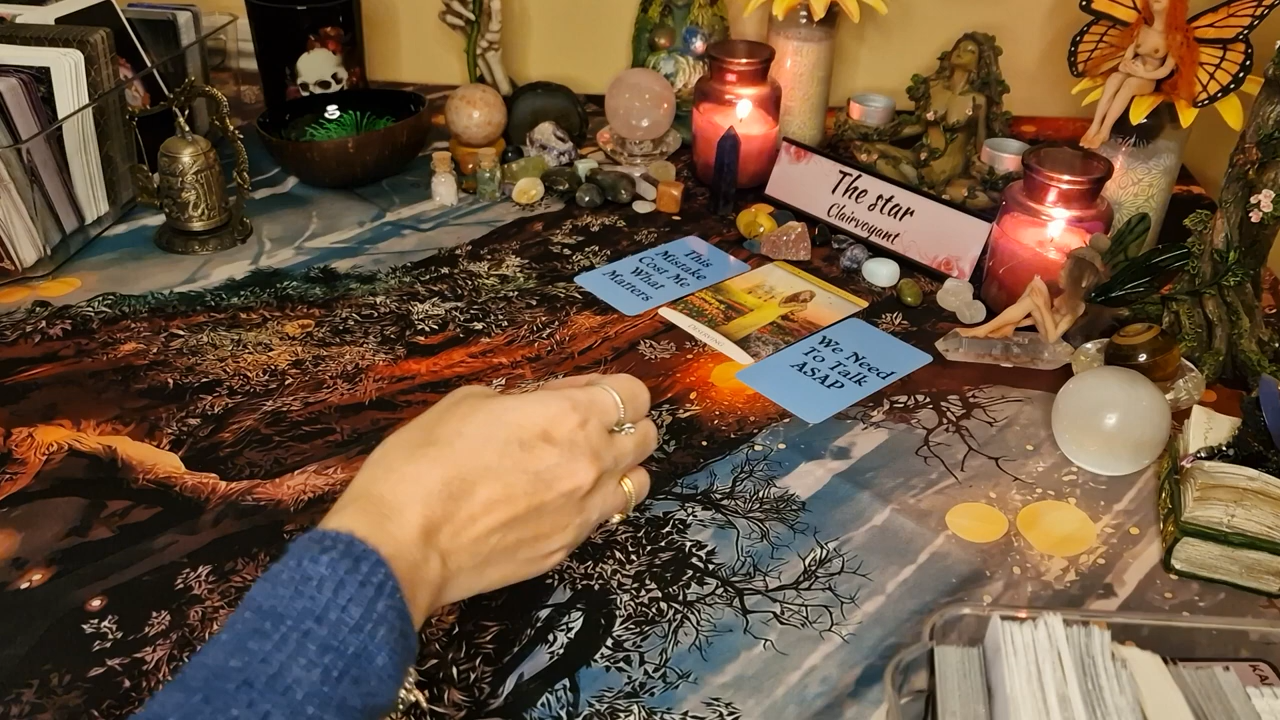 The star
Clairvoyant
This
Mistake
Cost Me
What
Matters
We Need
To Talk
ASAP